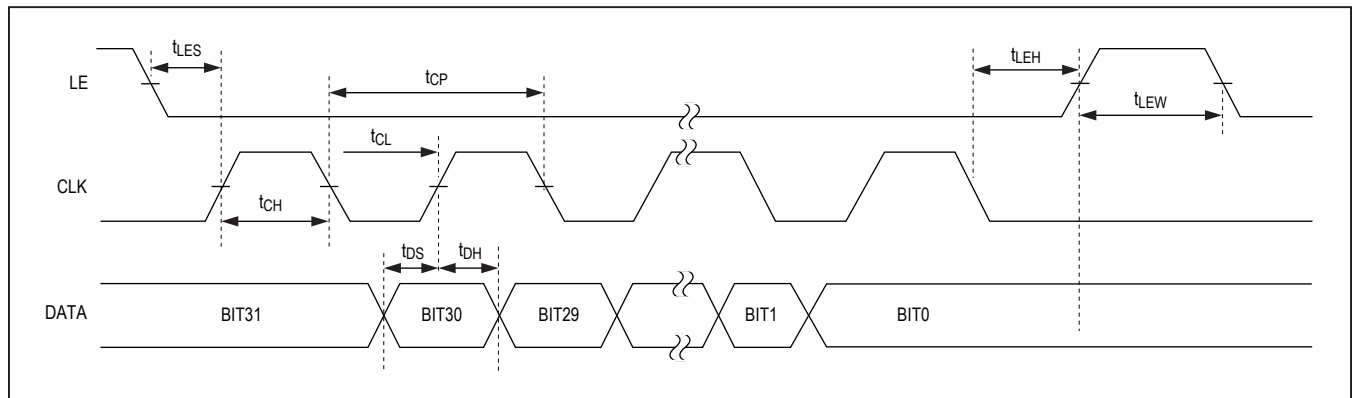 LE
tLES
tCP
tLEH
tLEW
CLK
tCL
tCH
tDS
tDH
DATA
BIT31
BIT30
BIT29
BIT1
BIT0